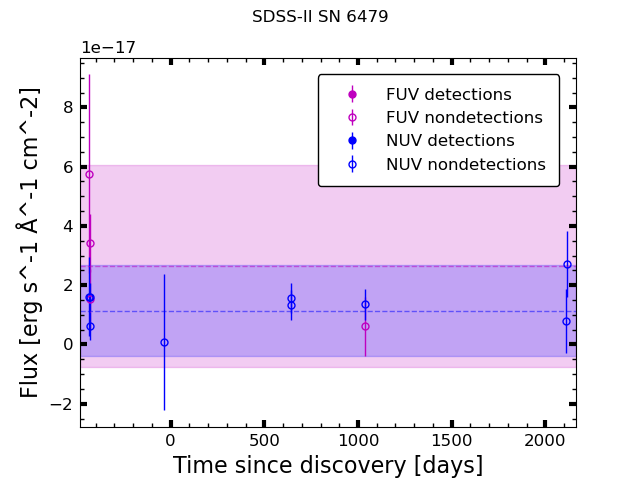 SDSS-II SN 6479
1e−17
FUV detections
FUV nondetections
NUV detections
NUV nondetections
Flux [erg s^-1 Å^-1 cm^-2]
8
6
4
2
0
−2
0 500 1000 1500 2000
Time since discovery [days]